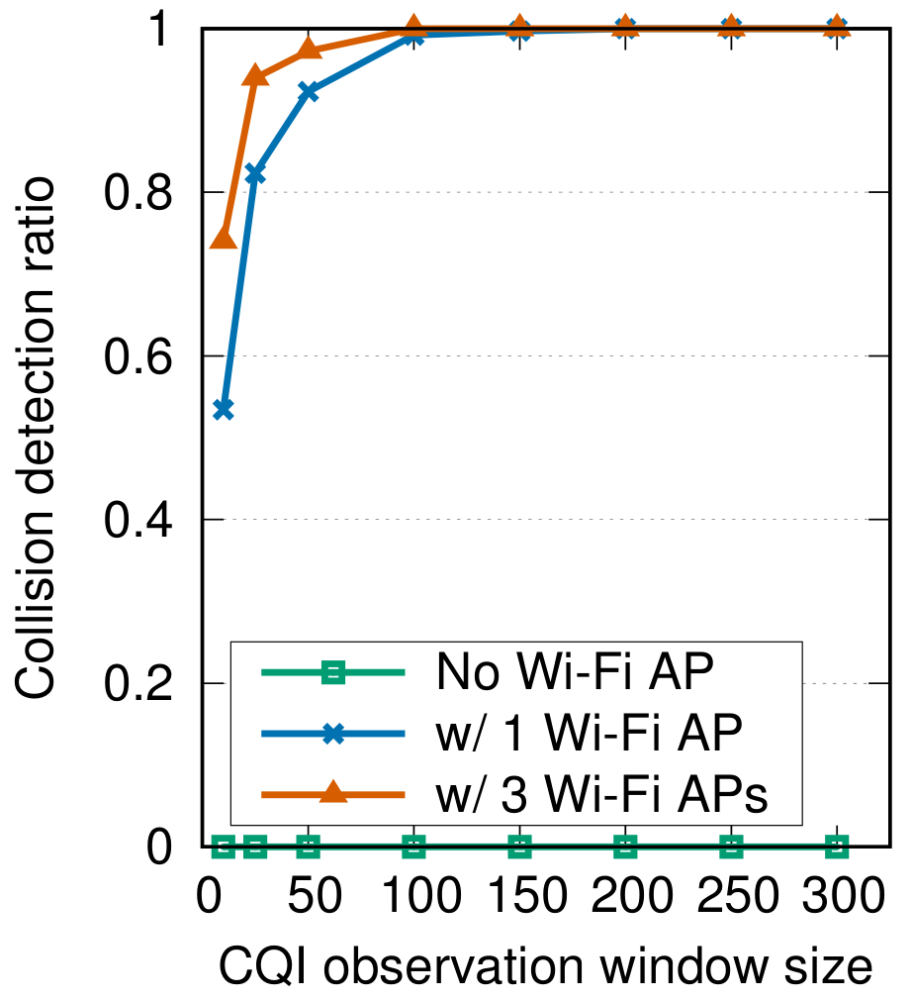 1
0.8
0.6
0.4
0.2
0
Collision detection ratio
No Wi-Fi AP
w/ 1 Wi-Fi AP
w/ 3 Wi-Fi APs
0 50 100 150 200 250 300
CQI observation window size